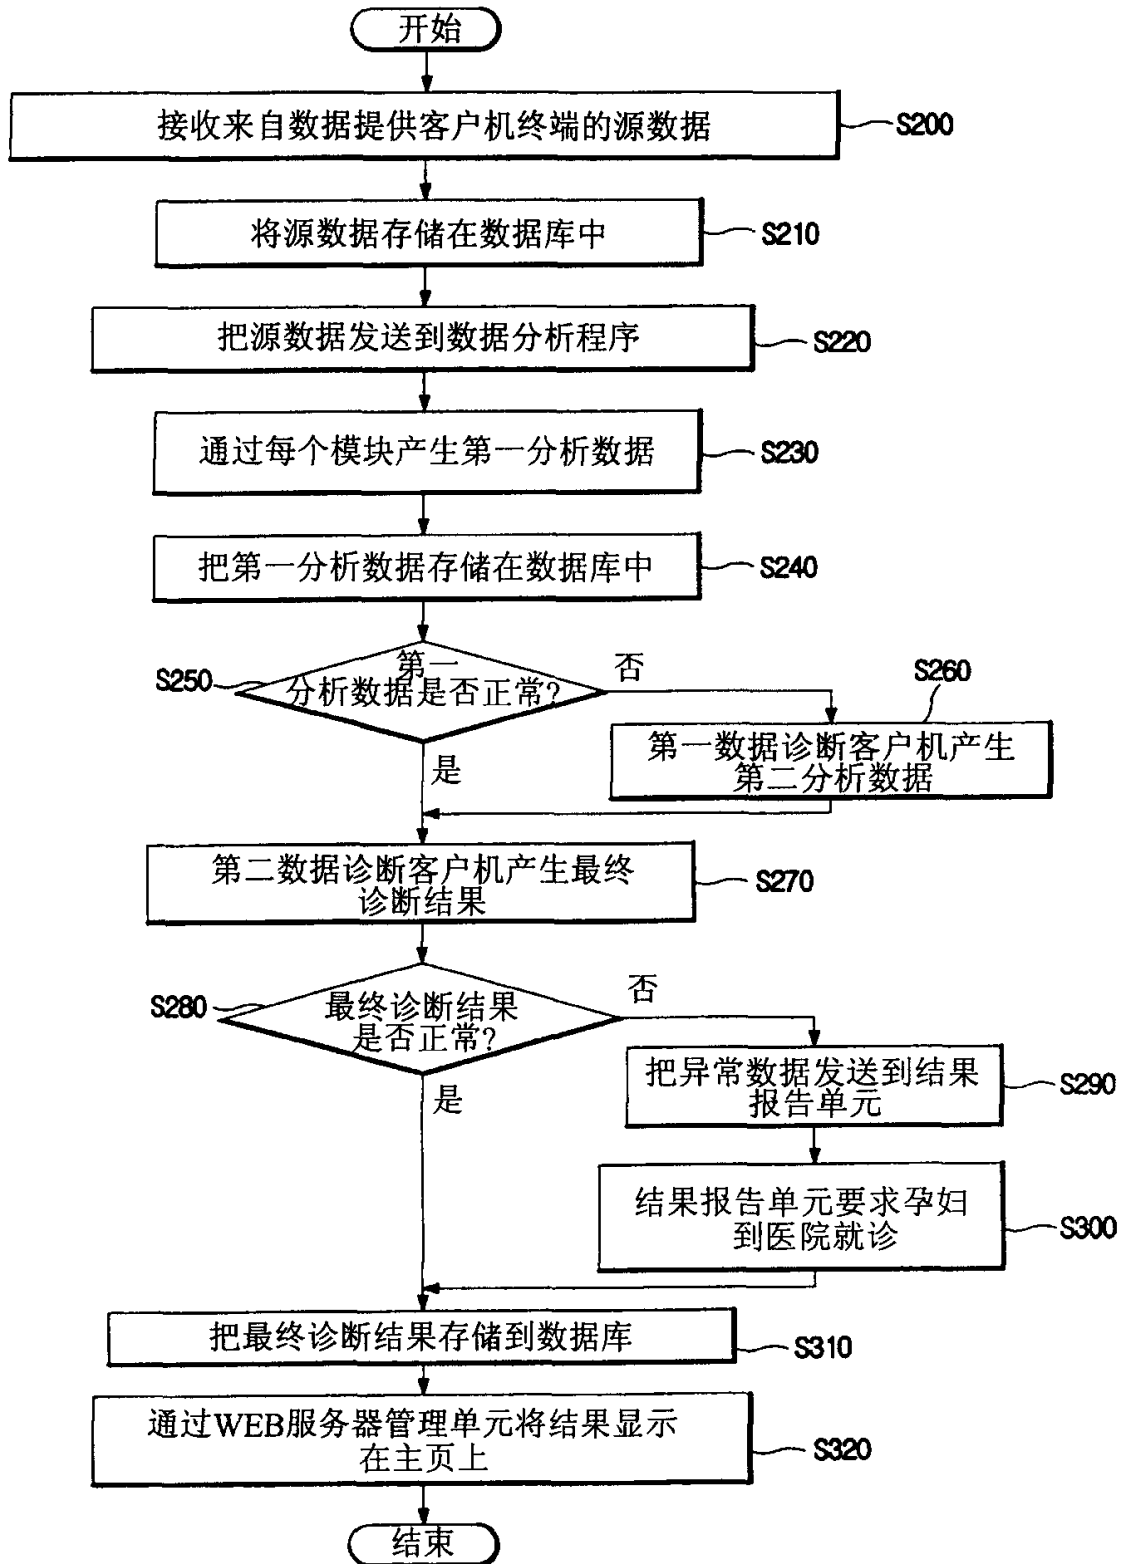 开始
接收来自数据提供客户机终端的源数据
S200
将源数据存储在数据库中
S210
把源数据发送到数据分析程序
S220
通过每个模块产生第一分析数据
S230
把第一分析数据存储在数据库中
S240
S250
第一
分析数据是否正常?
否
是
S260
第一数据诊断客户机产生
第二分析数据
第二数据诊断客户机产生最终
诊断结果
S270
S280
最终诊断结果
是否正常?
否
是
把异常数据发送到结果
报告单元
S290
结果报告单元要求孕妇
到医院就诊
S300
把最终诊断结果存储到数据库
S310
通过WEB服务器管理单元将结果显示
在主页上
S320
结束